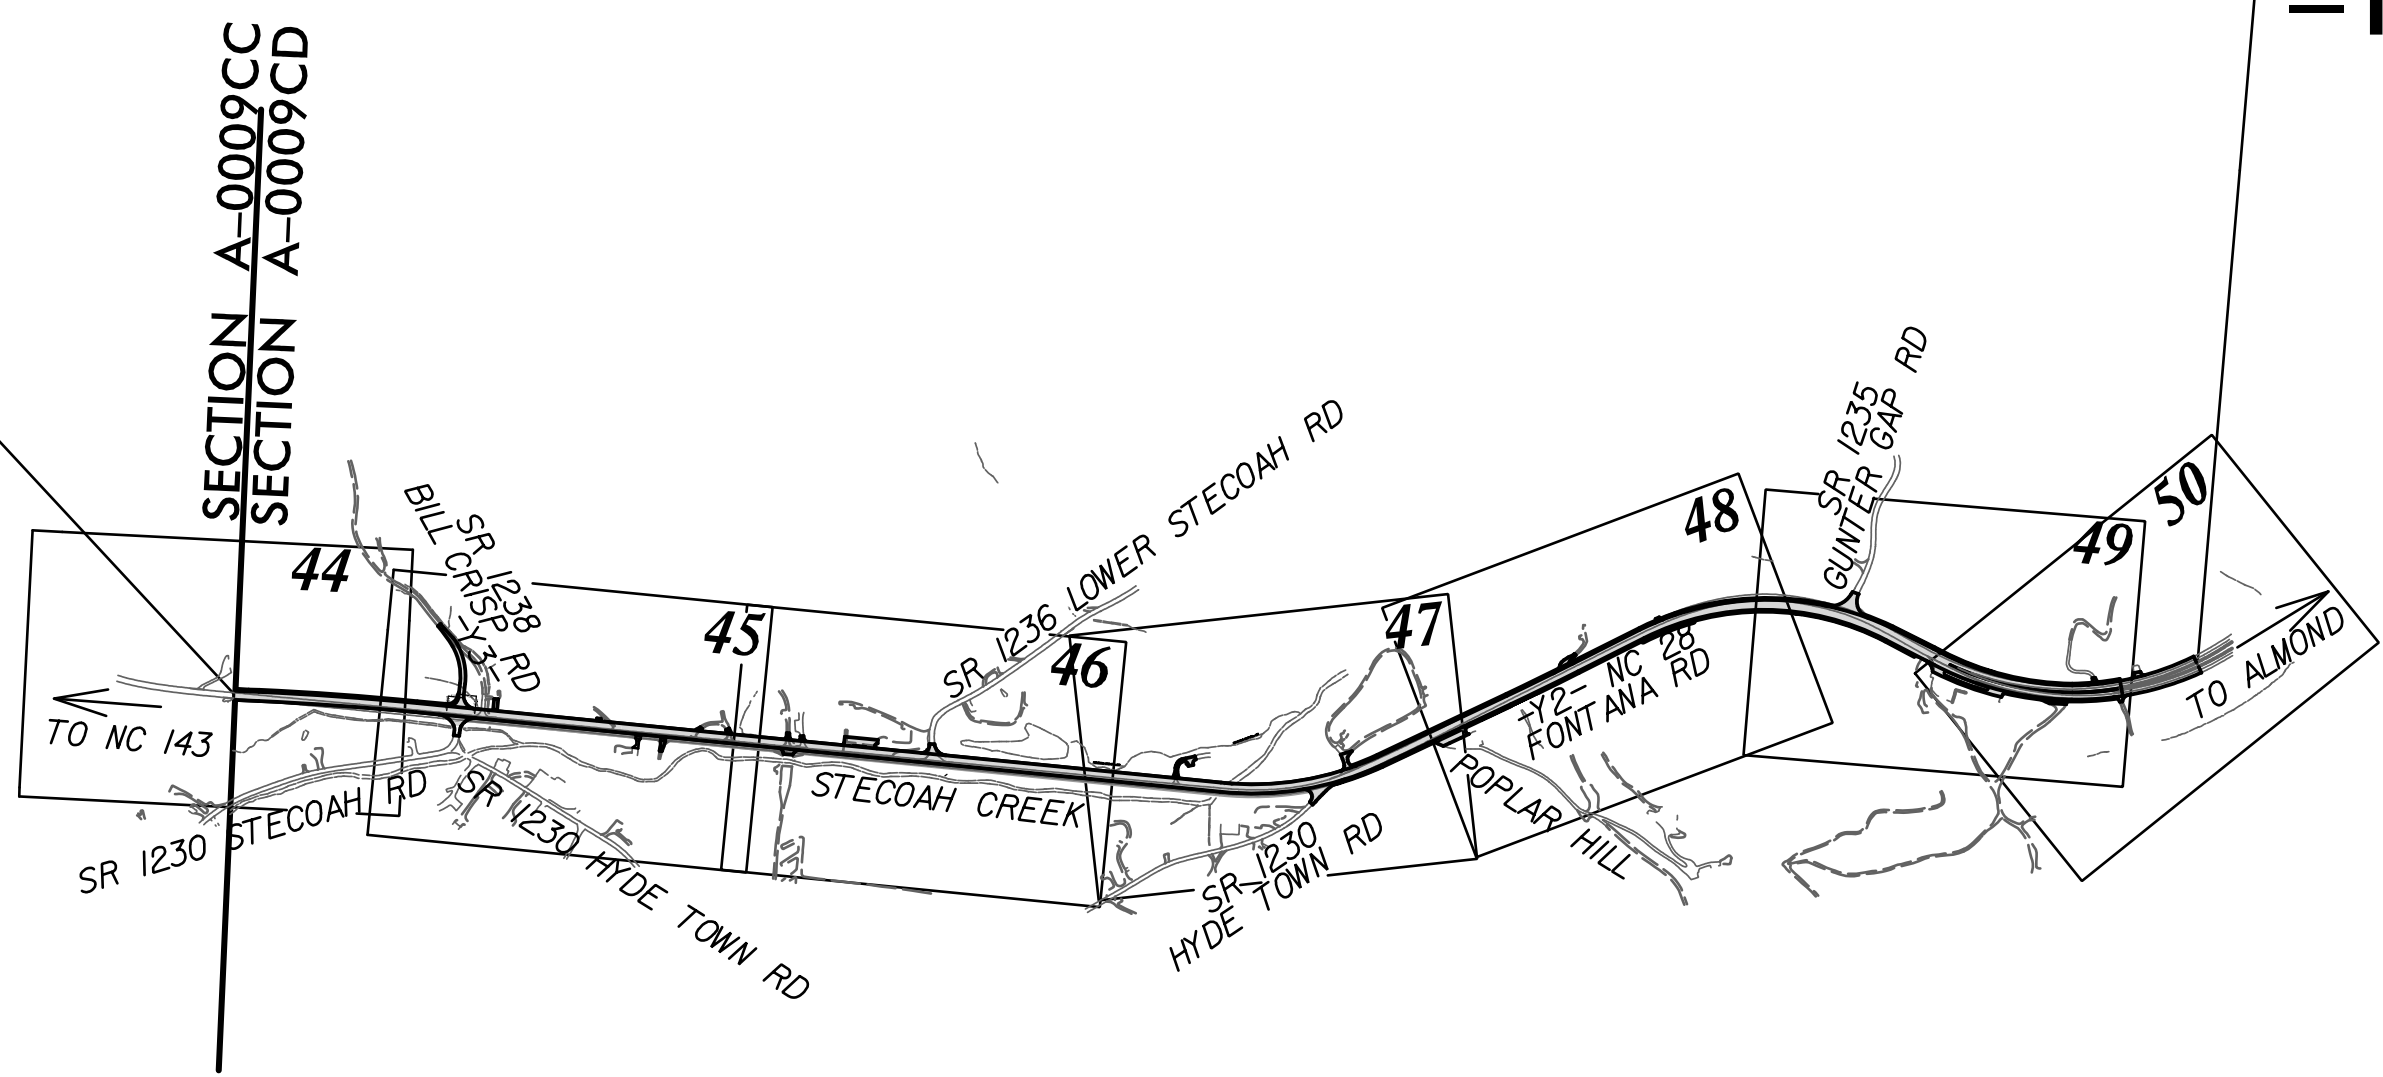 SECTION A-0009CC
SECTION A-0009CD
44
45
46
47
48
49
50
SR 1238
BILL CRISP RD
-Y3-
SR 1236 LOWER STECOAH RD
SR 1235
GUNTER GAP RD
TO NC 143
SR 1230 STECOAH RD
SR 1230 HYDE TOWN RD
STECOAH CREEK
SR 1230
HYDE TOWN RD
-Y2- NC 28
FONTANA RD
POPLAR HILL
TO ALMOND